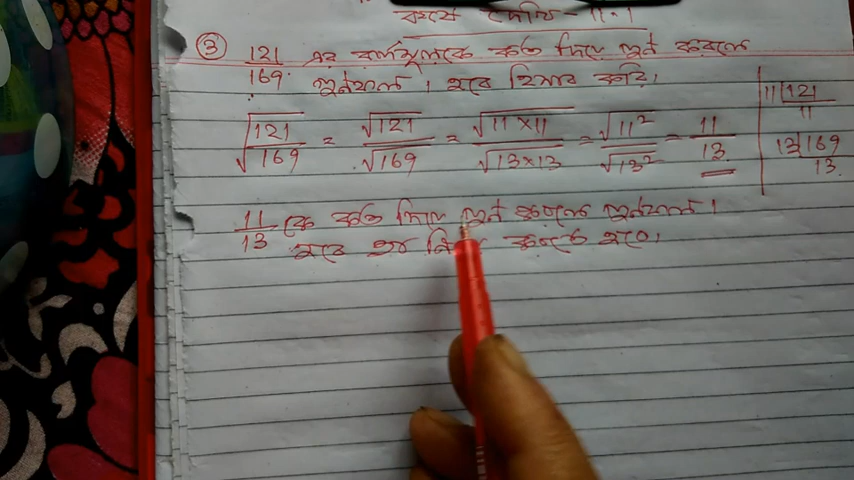 কষে দেখি - 11.1
③ 121/169 এর বর্গমূলকে কত দিয়ে গুণ করলে
গুণফল 1 হবে হিসাব করি।
√(121/169) = √121/√169 = √(11×11)/√(13×13) = √11²/√13² = 11/13
11 | 121
11
13 | 169
13
11/13 কে কত দিয়ে গুণ করলে গুণফল 1
হবে করতে হবে।